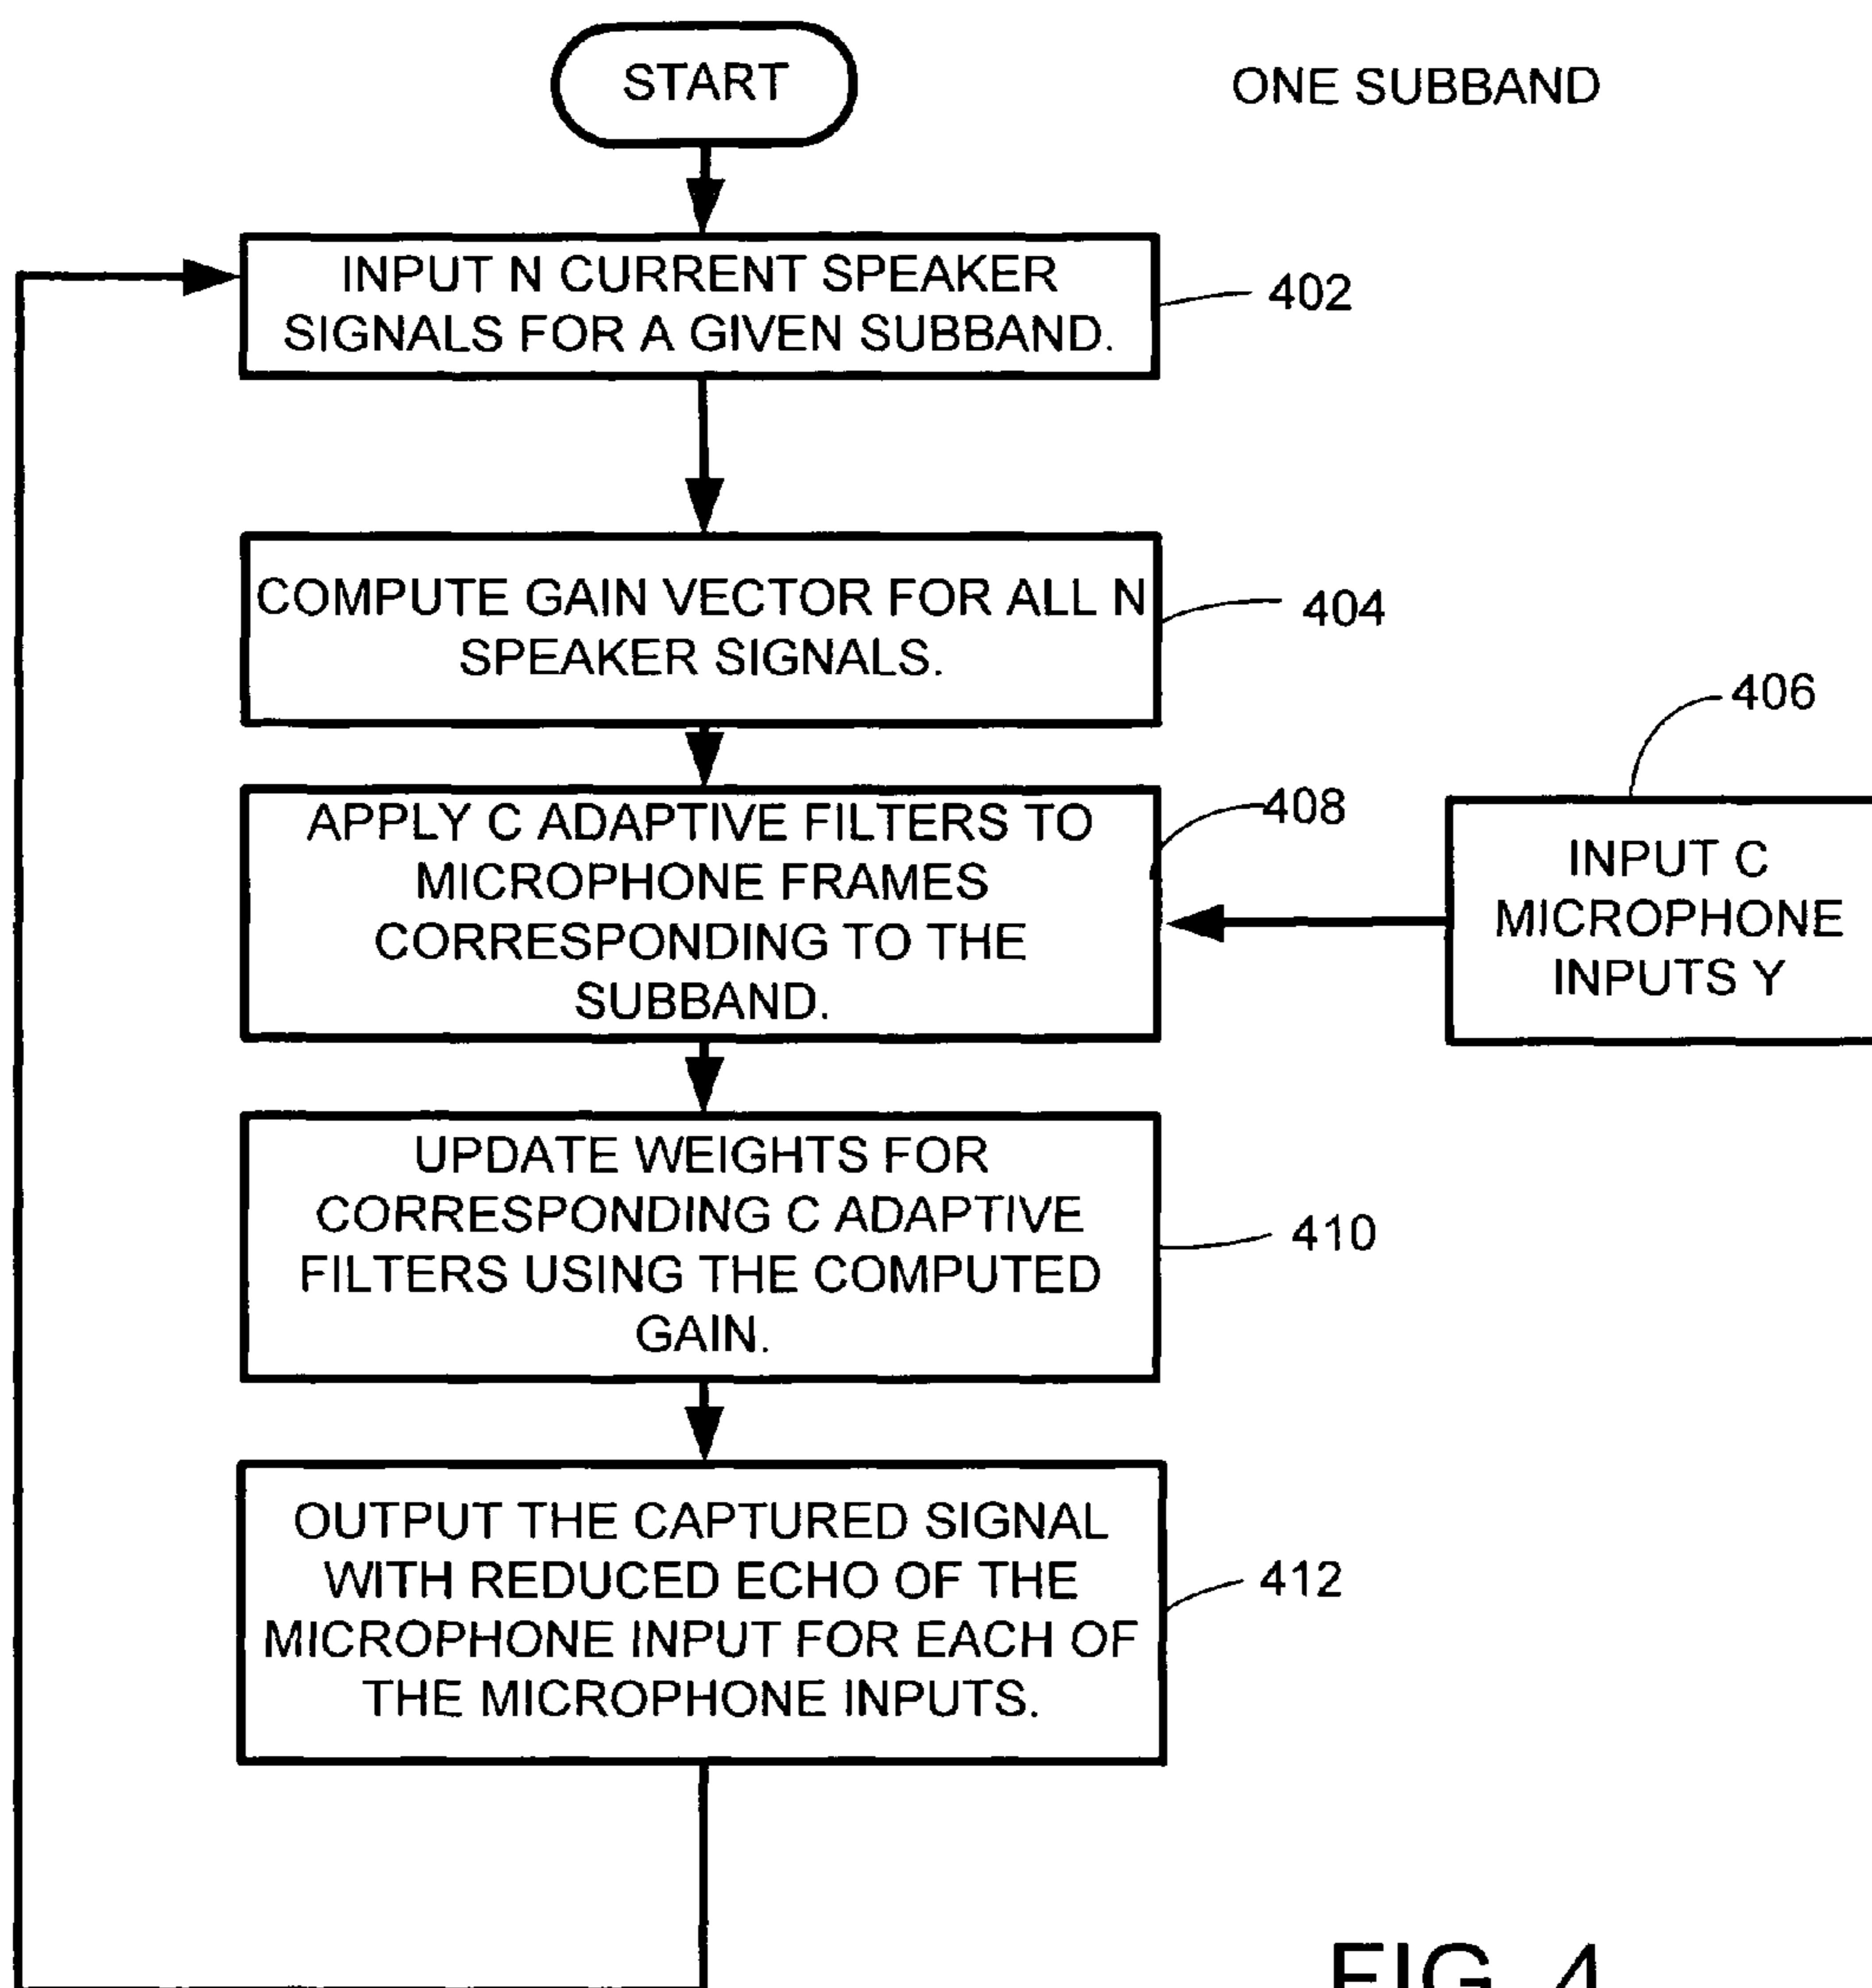 START
ONE SUBBAND
INPUT N CURRENT SPEAKER
SIGNALS FOR A GIVEN SUBBAND.
402
COMPUTE GAIN VECTOR FOR ALL N
SPEAKER SIGNALS.
404
406
APPLY C ADAPTIVE FILTERS TO
MICROPHONE FRAMES
CORRESPONDING TO THE
SUBBAND.
408
INPUT C
MICROPHONE
INPUTS Y
UPDATE WEIGHTS FOR
CORRESPONDING C ADAPTIVE
FILTERS USING THE COMPUTED
GAIN.
410
OUTPUT THE CAPTURED SIGNAL
WITH REDUCED ECHO OF THE
MICROPHONE INPUT FOR EACH OF
THE MICROPHONE INPUTS.
412
FIG. 4